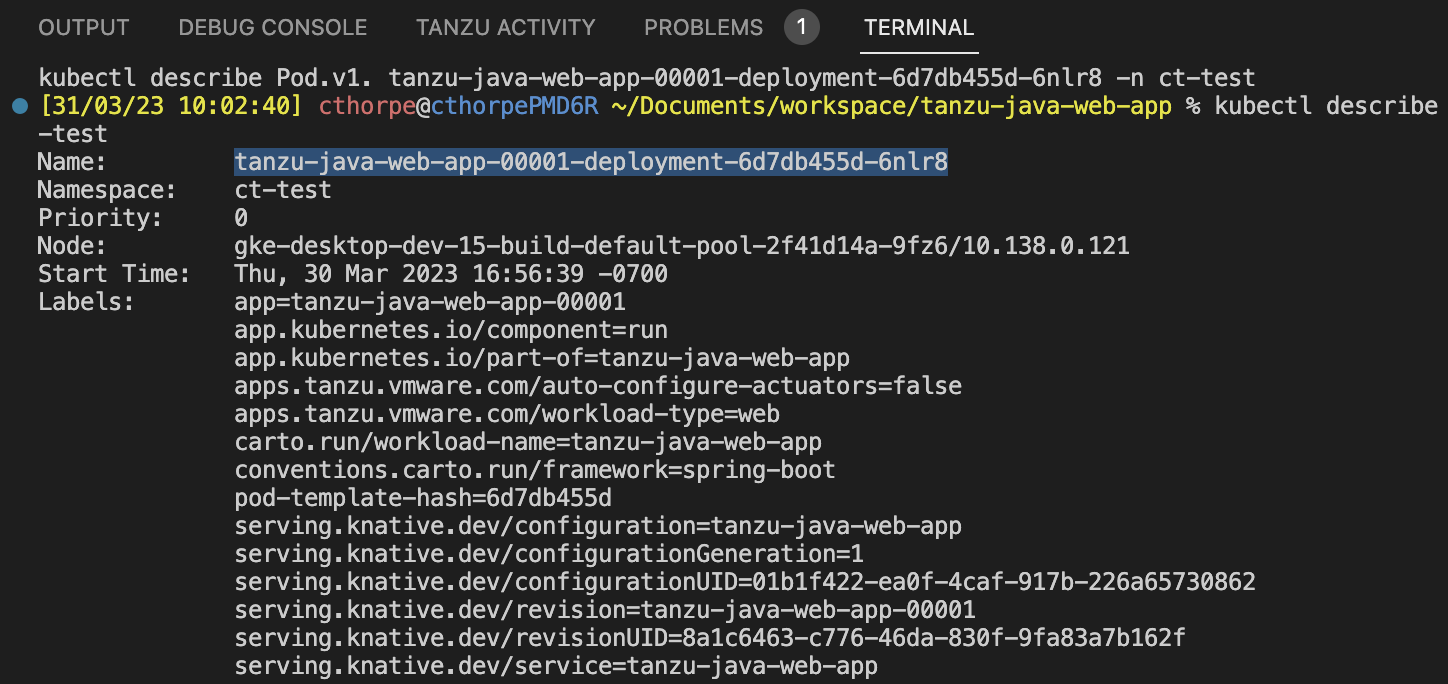 OUTPUT DEBUG CONSOLE TANZU ACTIVITY PROBLEMS 1 TERMINAL
kubectl describe Pod.v1. tanzu-java-web-app-00001-deployment-6d7db455d-6nlr8 -n ct-test
[31/03/23 10:02:40] cthorpe@cthorpePMD6R ~/Documents/workspace/tanzu-java-web-app % kubectl describe
-test
Name: tanzu-java-web-app-00001-deployment-6d7db455d-6nlr8
Namespace: ct-test
Priority: 0
Node: gke-desktop-dev-15-build-default-pool-2f41d14a-9fz6/10.138.0.121
Start Time: Thu, 30 Mar 2023 16:56:39 -0700
Labels: app=tanzu-java-web-app-00001
app.kubernetes.io/component=run
app.kubernetes.io/part-of=tanzu-java-web-app
apps.tanzu.vmware.com/auto-configure-actuators=false
apps.tanzu.vmware.com/workload-type=web
carto.run/workload-name=tanzu-java-web-app
conventions.carto.run/framework=spring-boot
pod-template-hash=6d7db455d
serving.knative.dev/configuration=tanzu-java-web-app
serving.knative.dev/configurationGeneration=1
serving.knative.dev/configurationUID=01b1f422-ea0f-4caf-917b-226a65730862
serving.knative.dev/revision=tanzu-java-web-app-00001
serving.knative.dev/revisionUID=8a1c6463-c776-46da-830f-9fa83a7b162f
serving.knative.dev/service=tanzu-java-web-app